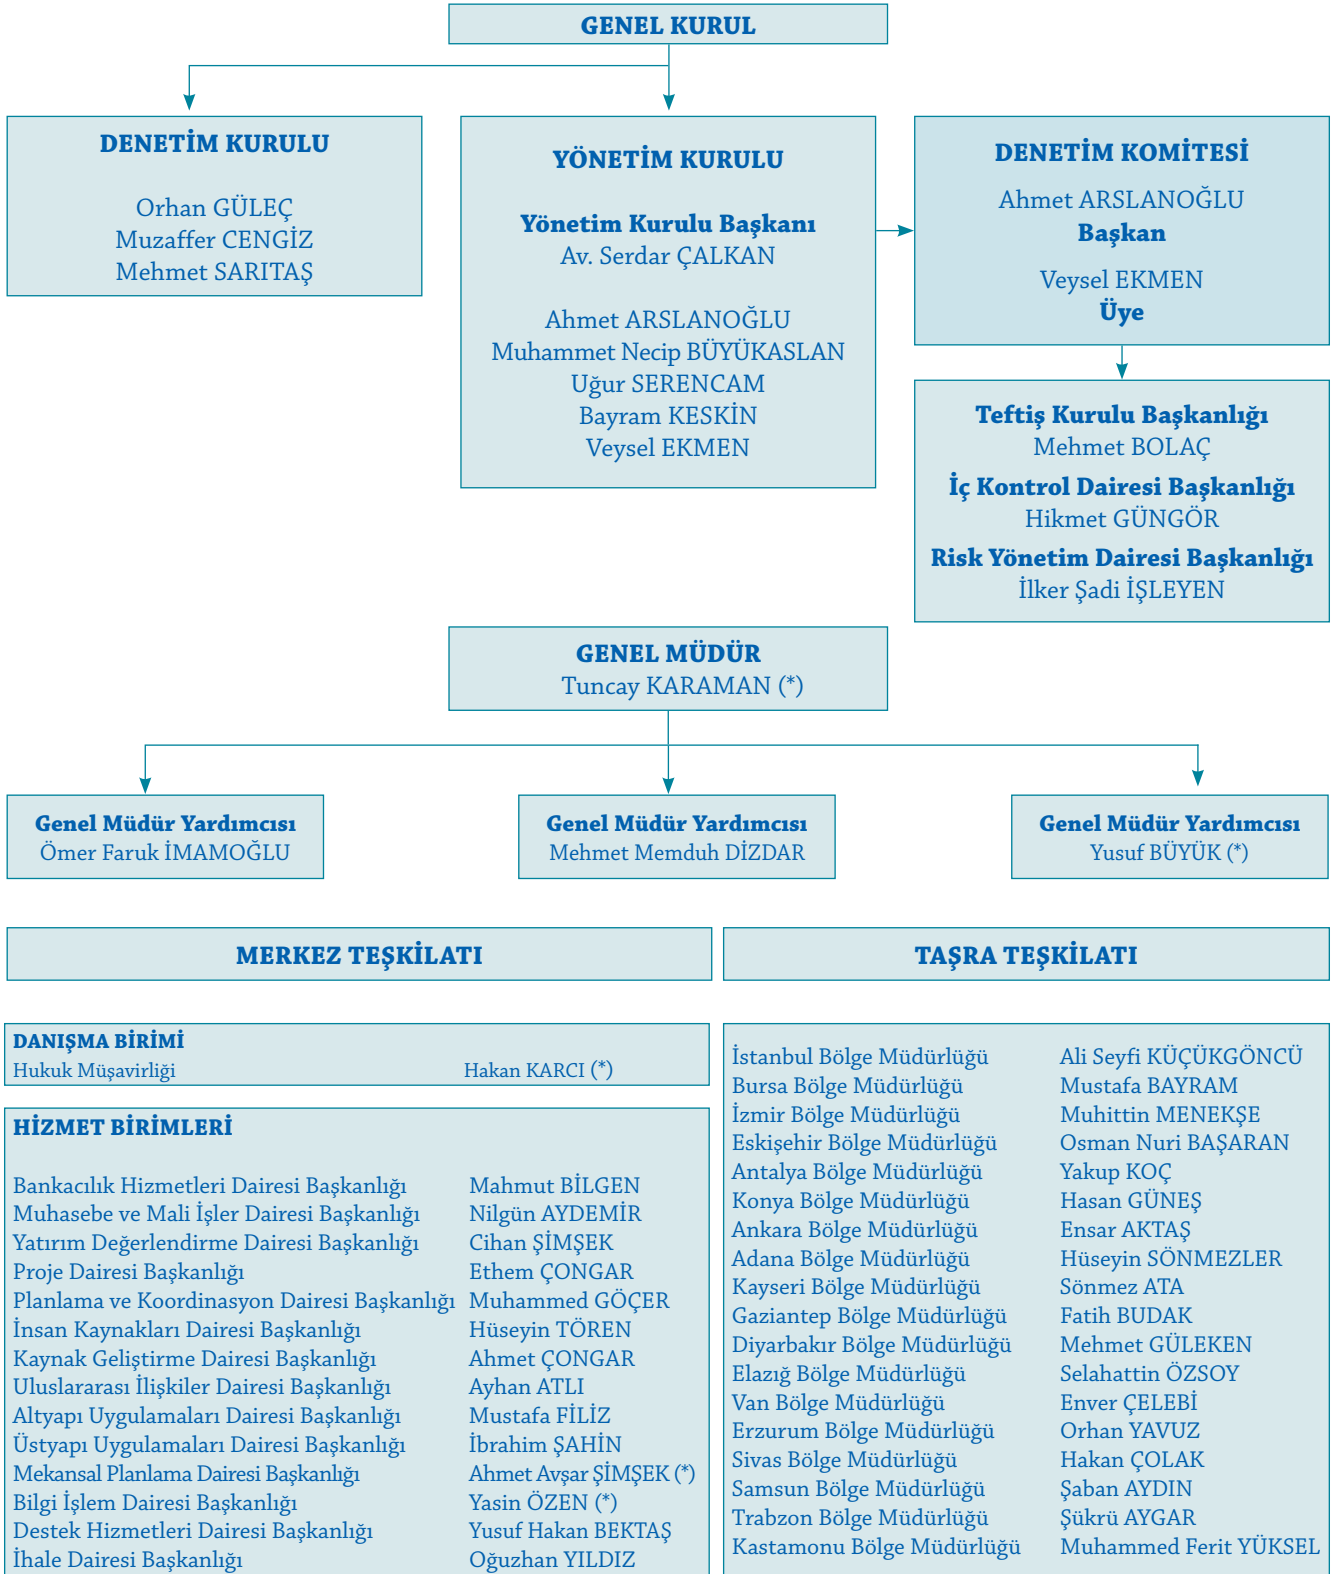 GENEL KURUL
DENETİM KURULU
Orhan GÜLEÇ
Muzaffer CENGİZ
Mehmet SARITAŞ
YÖNETİM KURULU
Yönetim Kurulu Başkanı
Av. Serdar ÇALKAN
Ahmet ARSLANOĞLU
Muhammet Necip BÜYÜKASLAN
Uğur SERENCAM
Bayram KESKİN
Veysel EKMEN
DENETİM KOMİTESİ
Ahmet ARSLANOĞLU
Başkan
Veysel EKMEN
Üye
Teftiş Kurulu Başkanlığı
Mehmet BOLAÇ
İç Kontrol Dairesi Başkanlığı
Hikmet GÜNGÖR
Risk Yönetim Dairesi Başkanlığı
İlker Şadi İŞLEYEN
GENEL MÜDÜR
Tuncay KARAMAN (*)
Genel Müdür Yardımcısı
Ömer Faruk İMAMOĞLU
Genel Müdür Yardımcısı
Mehmet Memduh DİZDAR
Genel Müdür Yardımcısı
Yusuf BÜYÜK (*)
MERKEZ TEŞKİLATI
DANIŞMA BİRİMİ
Hukuk Müşavirliği Hakan KARCI (*)
HİZMET BİRİMLERİ
Bankacılık Hizmetleri Dairesi Başkanlığı Mahmut BİLGEN
Muhasebe ve Mali İşler Dairesi Başkanlığı Nilgün AYDEMİR
Yatırım Değerlendirme Dairesi Başkanlığı Cihan ŞİMŞEK
Proje Dairesi Başkanlığı Ethem ÇONGAR
Planlama ve Koordinasyon Dairesi Başkanlığı Muhammed GÖÇER
İnsan Kaynakları Dairesi Başkanlığı Hüseyin TÖREN
Kaynak Geliştirme Dairesi Başkanlığı Ahmet ÇONGAR
Uluslararası İlişkiler Dairesi Başkanlığı Ayhan ATLI
Altyapı Uygulamaları Dairesi Başkanlığı Mustafa FİLİZ
Üstyapı Uygulamaları Dairesi Başkanlığı İbrahim ŞAHİN
Mekansal Planlama Dairesi Başkanlığı Ahmet Avşar ŞİMŞEK (*)
Bilgi İşlem Dairesi Başkanlığı Yasin ÖZEN (*)
Destek Hizmetleri Dairesi Başkanlığı Yusuf Hakan BEKTAŞ
İhale Dairesi Başkanlığı Oğuzhan YILDIZ
TAŞRA TEŞKİLATI
İstanbul Bölge Müdürlüğü Ali Seyfi KÜÇÜKGÖNCÜ
Bursa Bölge Müdürlüğü Mustafa BAYRAM
İzmir Bölge Müdürlüğü Muhittin MENEKŞE
Eskişehir Bölge Müdürlüğü Osman Nuri BAŞARAN
Antalya Bölge Müdürlüğü Yakup KOÇ
Konya Bölge Müdürlüğü Hasan GÜNEŞ
Ankara Bölge Müdürlüğü Ensar AKTAŞ
Adana Bölge Müdürlüğü Hüseyin SÖNMEZLER
Kayseri Bölge Müdürlüğü Sönmez ATA
Gaziantep Bölge Müdürlüğü Fatih BUDAK
Diyarbakır Bölge Müdürlüğü Mehmet GÜLEKEN
Elazığ Bölge Müdürlüğü Selahattin ÖZSOY
Van Bölge Müdürlüğü Enver ÇELEBİ
Erzurum Bölge Müdürlüğü Orhan YAVUZ
Sivas Bölge Müdürlüğü Hakan ÇOLAK
Samsun Bölge Müdürlüğü Şaban AYDIN
Trabzon Bölge Müdürlüğü Şükrü AYGAR
Kastamonu Bölge Müdürlüğü Muhammed Ferit YÜKSEL